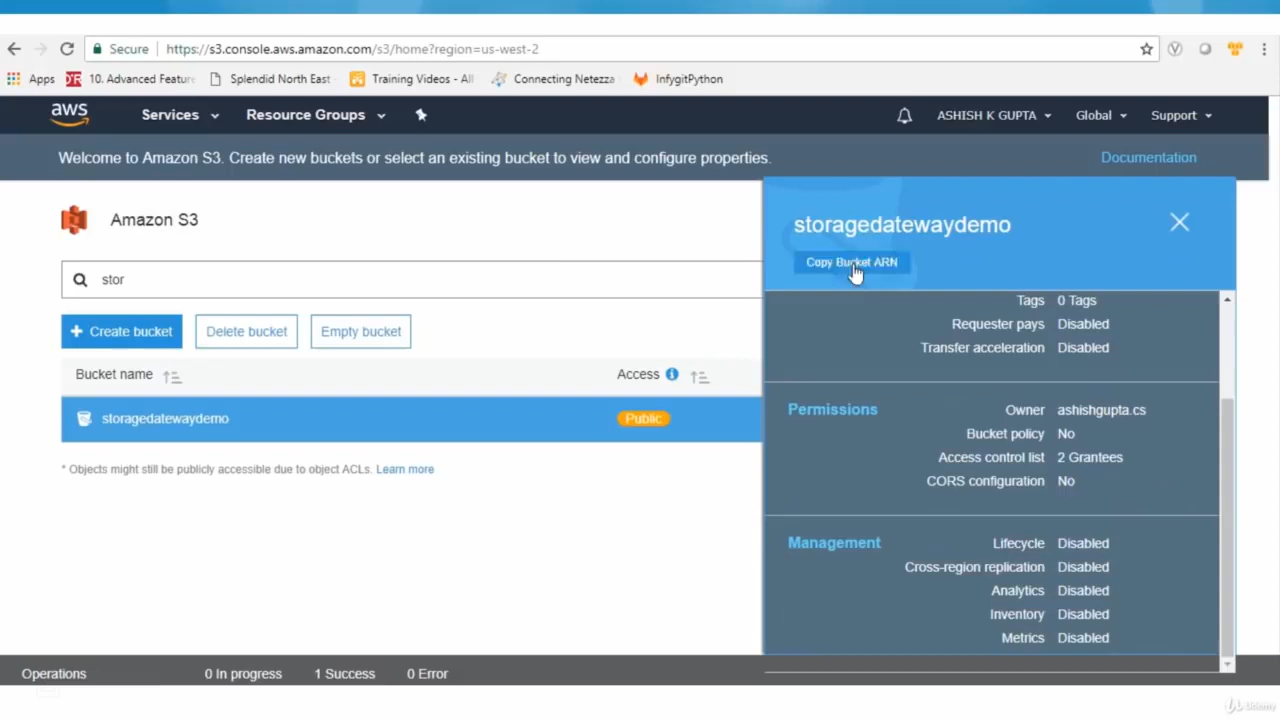 Secure https://s3.console.aws.amazon.com/s3/home?region=us-west-2
Apps 10. Advanced Feature Splendid North East Training Videos - All Connecting Netezza InfygitPython
aws Services Resource Groups ASHISH K GUPTA Global Support
Welcome to Amazon S3. Create new buckets or select an existing bucket to view and configure properties. Documentation
Amazon S3
stor
Create bucket Delete bucket Empty bucket
Bucket name Access
storagedatewaydemo Public
* Objects might still be publicly accessible due to object ACLs. Learn more
storagedatewaydemo
Copy Bucket ARN
Tags 0 Tags
Requester pays Disabled
Transfer acceleration Disabled
Permissions Owner ashishgupta.cs
Bucket policy No
Access control list 2 Grantees
CORS configuration No
Management Lifecycle Disabled
Cross-region replication Disabled
Analytics Disabled
Inventory Disabled
Metrics Disabled
Operations 0 In progress 1 Success 0 Error
Udemy